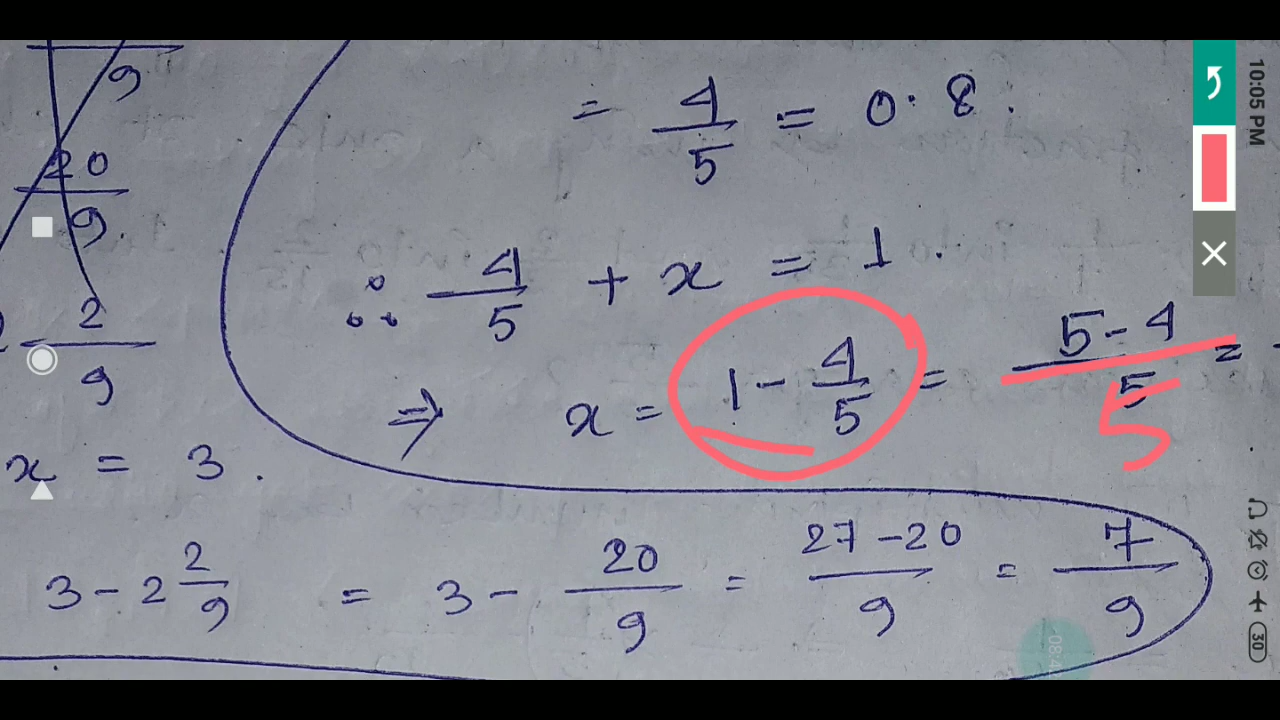 9
= 4/5 = 0.8.
20/9.
∴ 4/5 + x = 1.
2/9
⇒ x = 1 - 4/5 = 5-4/5 =
5
x = 3.
3 - 2 2/9 = 3 - 20/9 = 27-20/9 = 7/9
10:05 PM
30